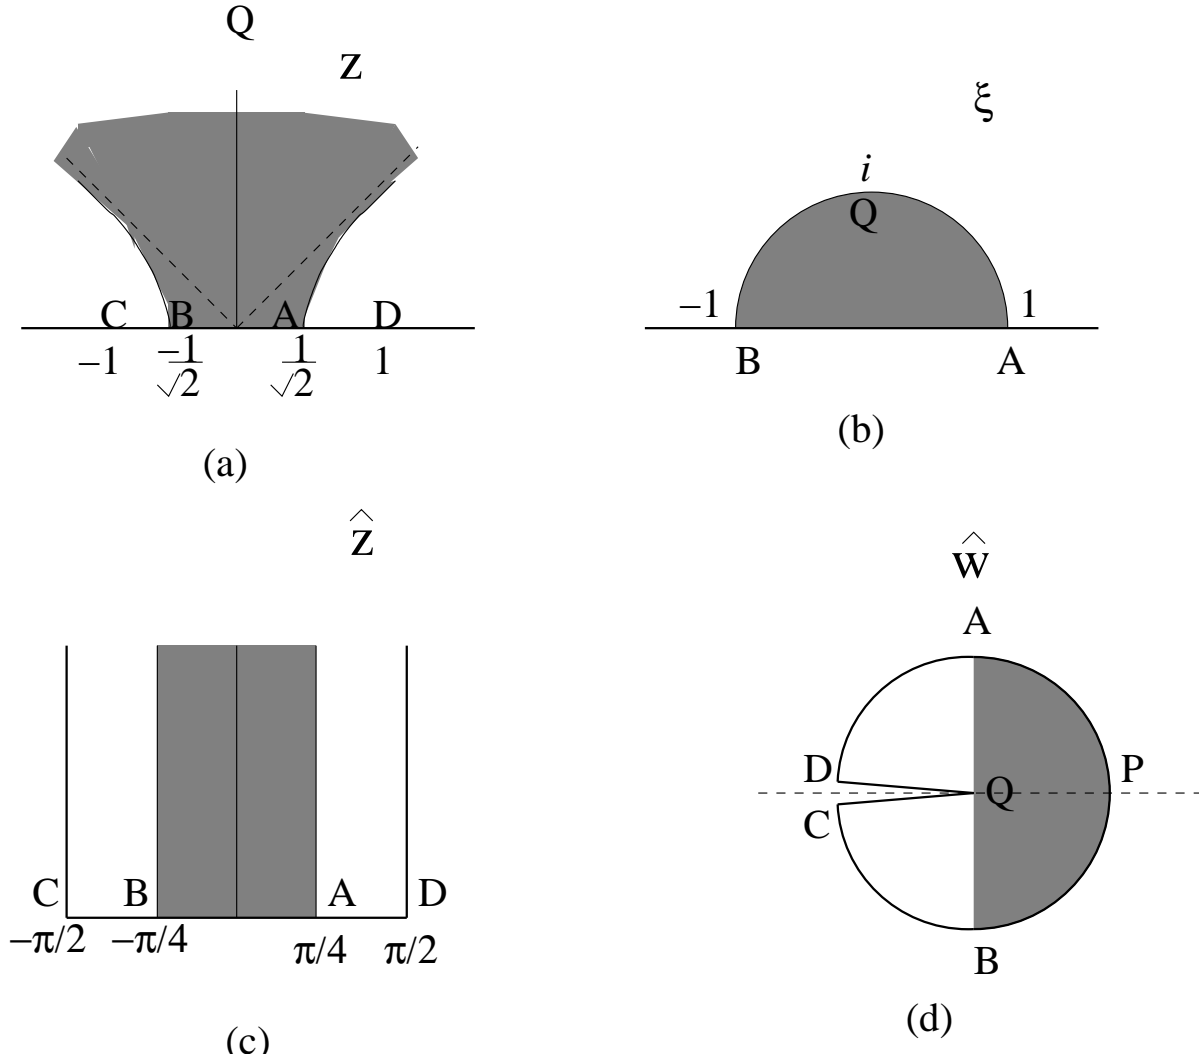 Q
z
C B A D
−1 −1/√2 1/√2 1
(a)
ξ
i
Q
−1 1
B A
(b)
ẑ
C B A D
−π/2 −π/4 π/4 π/2
(c)
ŵ
A
D Q P
C
B
(d)